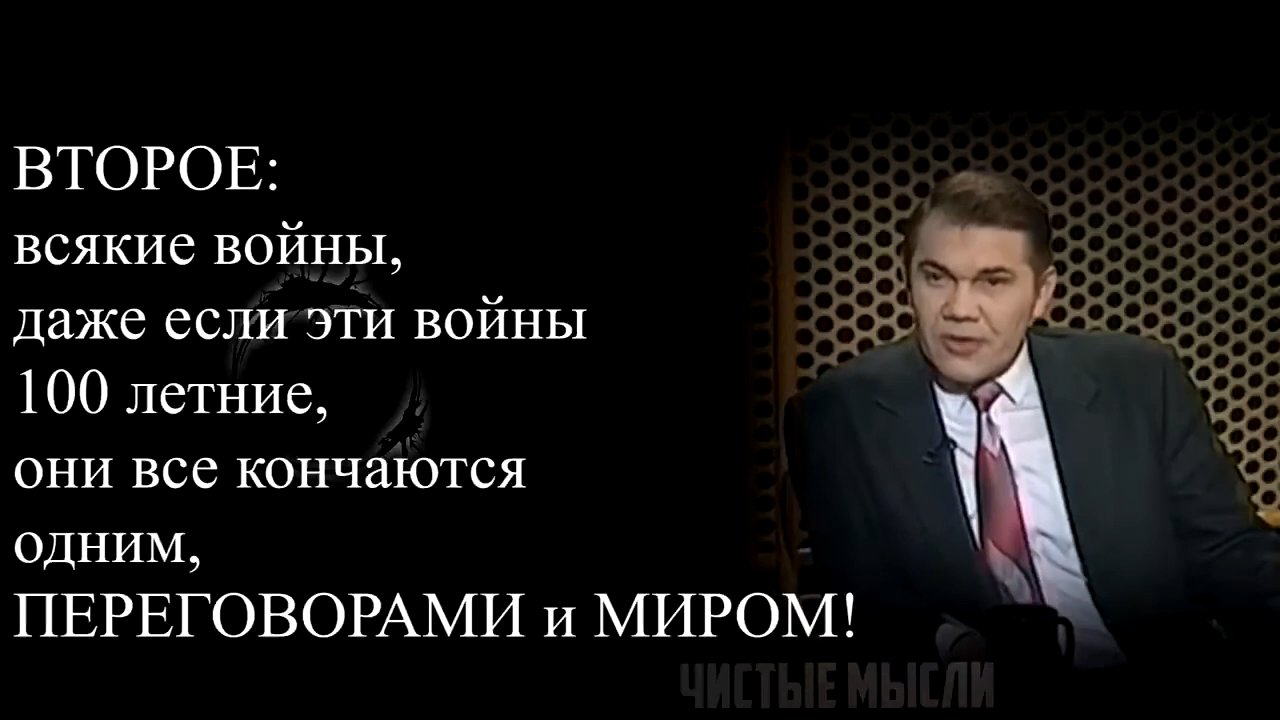 ВТОРОЕ:
всякие войны,
даже если эти войны
100 летние,
они все кончаются
одним,
ПЕРЕГОВОРАМИ и МИРОМ!
ЧИСТЫЕ МЫСЛИ